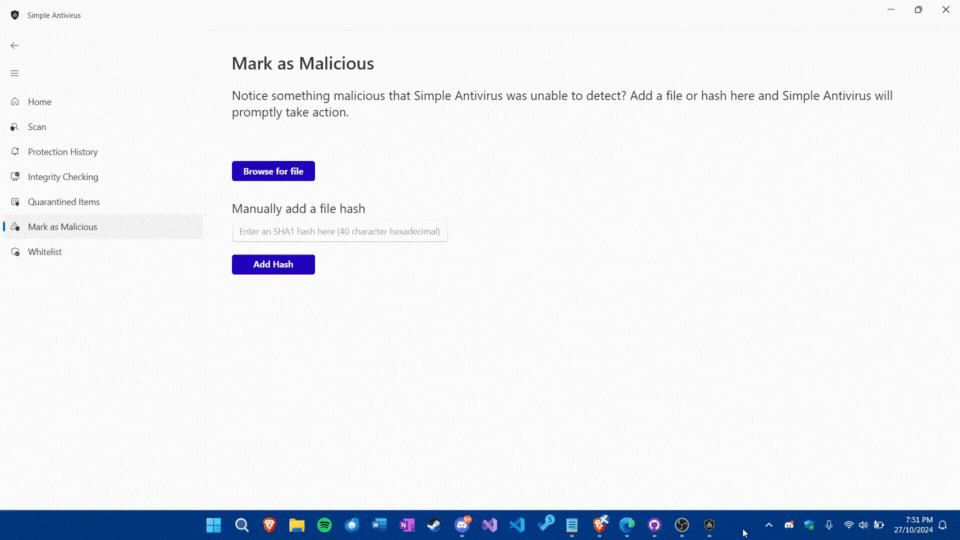 Simple Antivirus
Mark as Malicious
Notice something malicious that Simple Antivirus was unable to detect? Add a file or hash here and Simple Antivirus will
promptly take action.
Home
Scan
Protection History
Integrity Checking
Quarantined Items
Mark as Malicious
Whitelist
Browse for file
Manually add a file hash
Enter an SHA1 hash here (40 character hexadecimal)
Add Hash
7:51 PM
27/10/2024